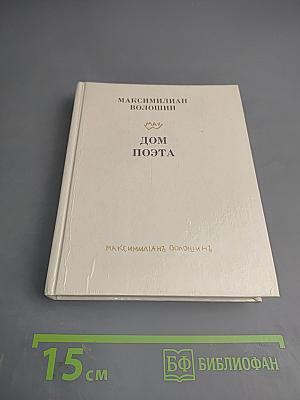 МАКСИМИЛИАН
ВОЛОШИН
ДОМ
ПОЭТА
МАКСИМИЛIАНЪ ВОЛОШИНЪ
15 см
БФ БИБЛИОФАН